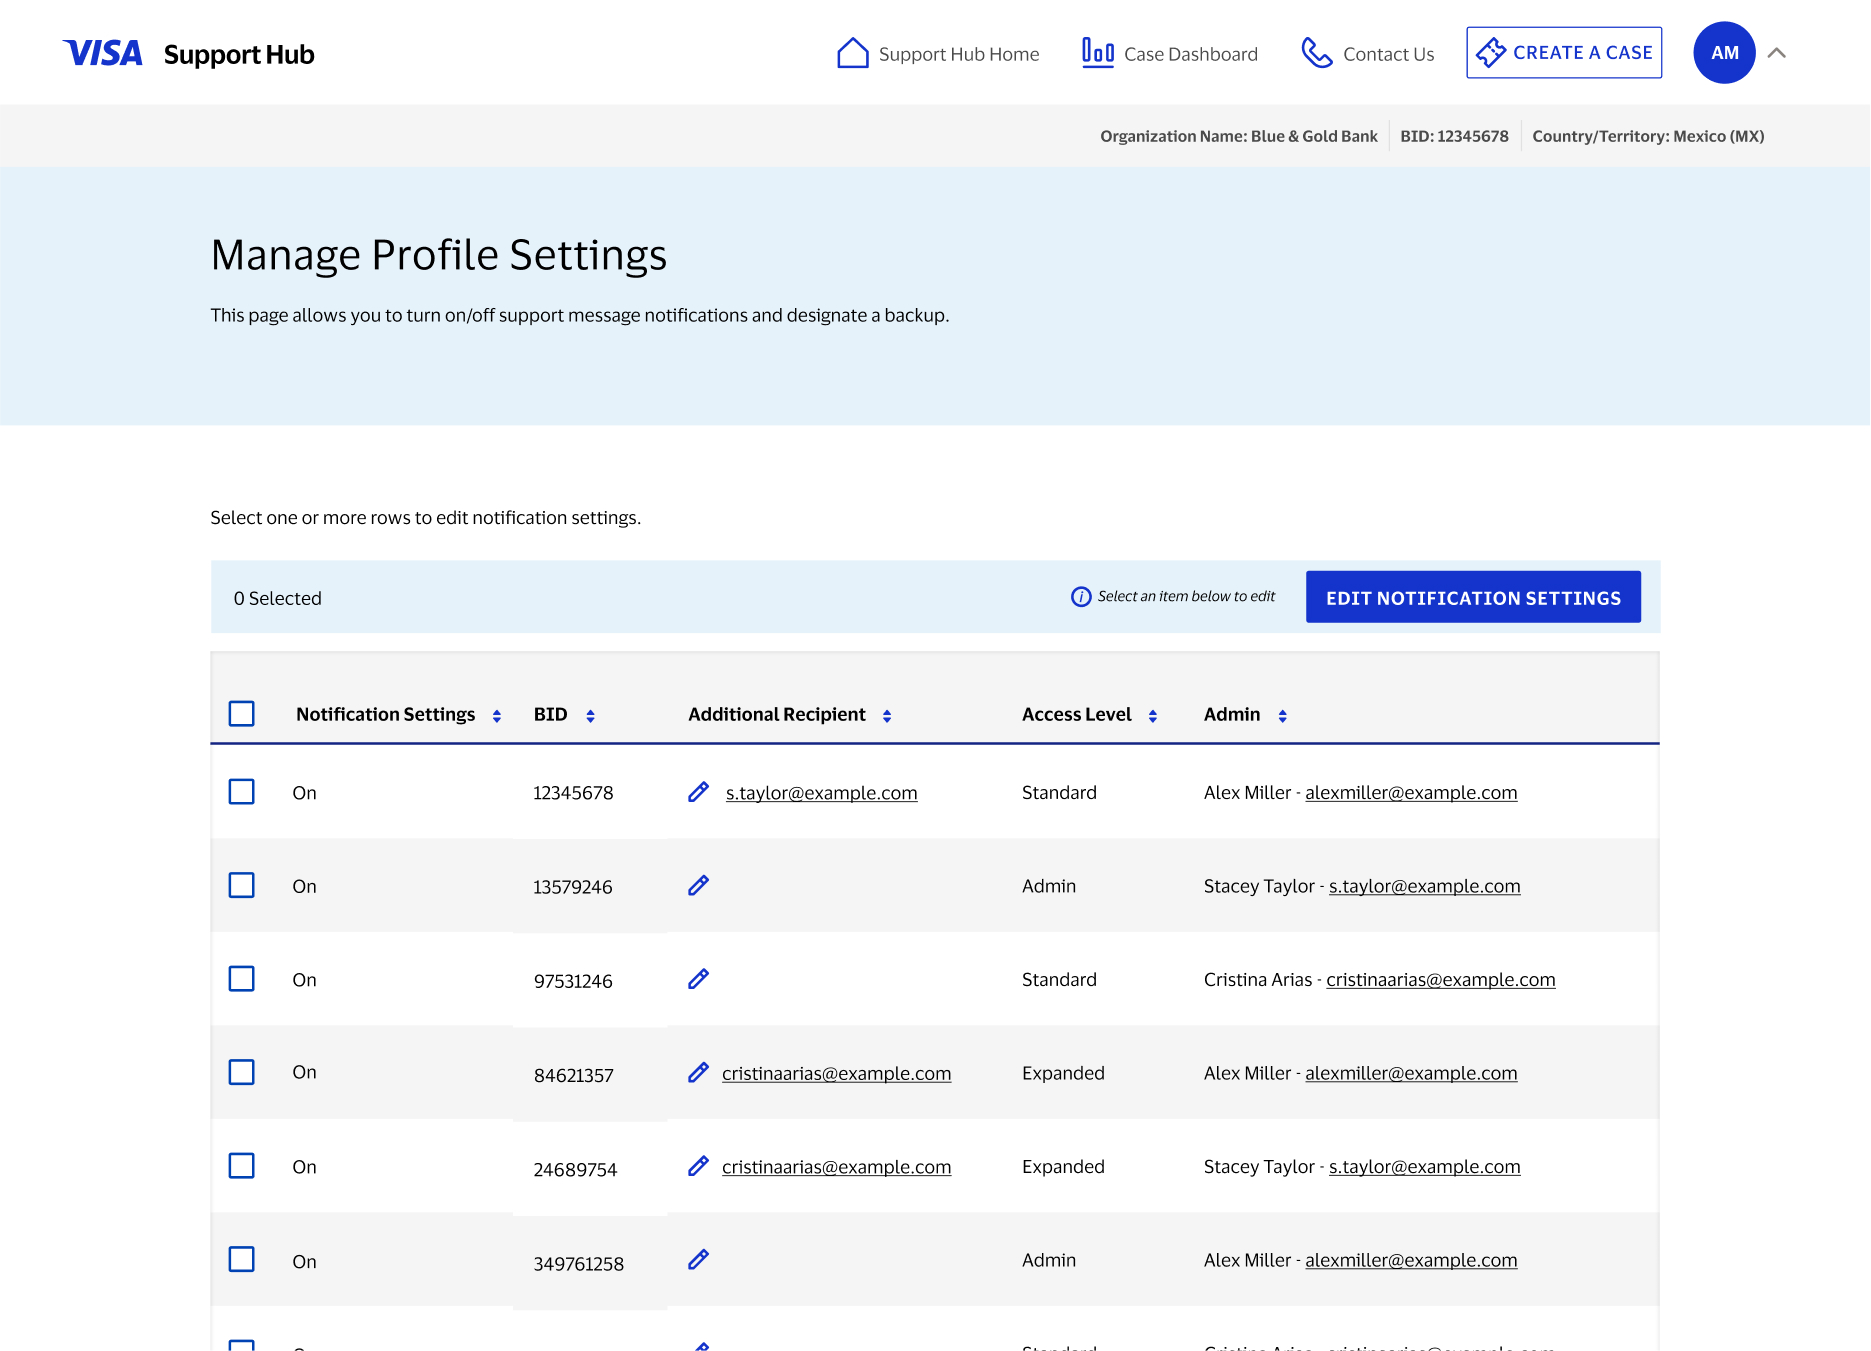 VISA Support Hub
Support Hub Home Case Dashboard Contact Us CREATE A CASE AM
Organization Name: Blue & Gold Bank BID: 12345678 Country/Territory: Mexico (MX)
Manage Profile Settings
This page allows you to turn on/off support message notifications and designate a backup.
Select one or more rows to edit notification settings.
0 Selected Select an item below to edit EDIT NOTIFICATION SETTINGS
Notification Settings BID Additional Recipient Access Level Admin
On 12345678 s.taylor@example.com Standard Alex Miller - alexmiller@example.com
On 13579246 Admin Stacey Taylor - s.taylor@example.com
On 97531246 Standard Cristina Arias - cristinaarias@example.com
On 84621357 cristinaarias@example.com Expanded Alex Miller - alexmiller@example.com
On 24689754 cristinaarias@example.com Expanded Stacey Taylor - s.taylor@example.com
On 349761258 Admin Alex Miller - alexmiller@example.com